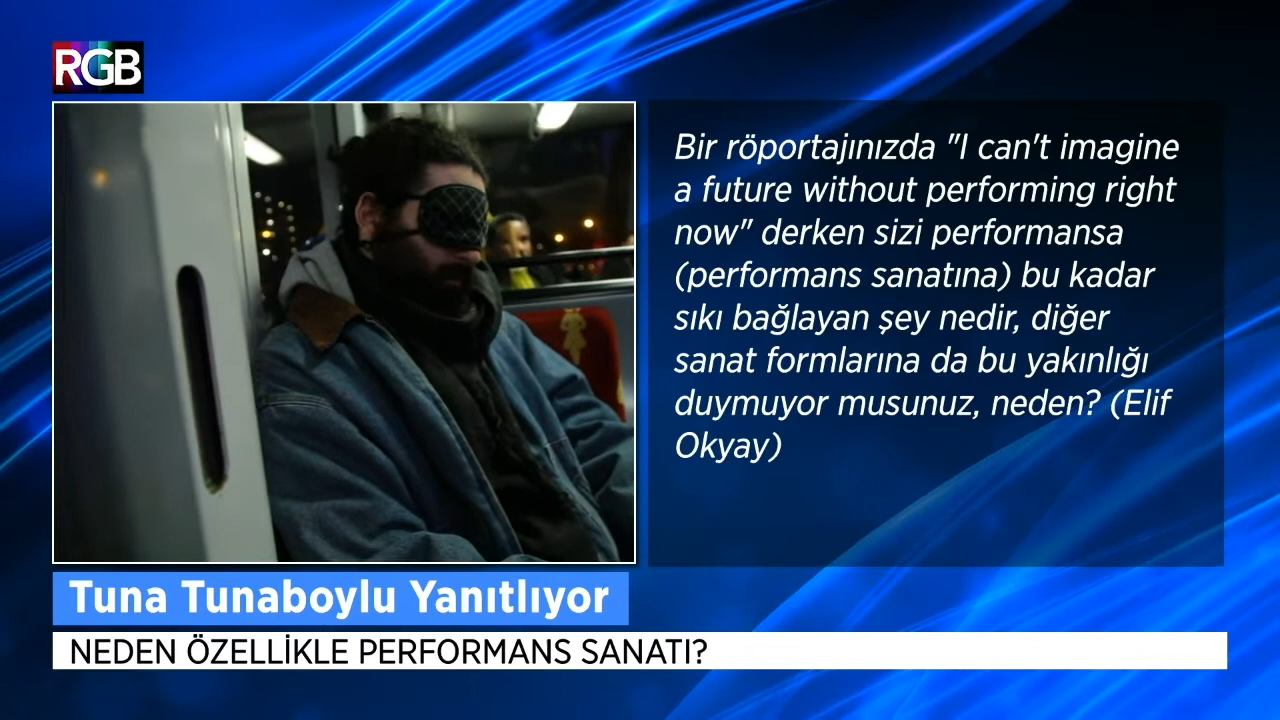 RGB
Bir röportajınızda "I can't imagine
a future without performing right
now" derken sizi performansa
(performans sanatına) bu kadar
sıkı bağlayan şey nedir, diğer
sanat formlarına da bu yakınlığı
duymuyor musunuz, neden? (Elif
Okyay)
Tuna Tunaboylu Yanıtlıyor
NEDEN ÖZELLİKLE PERFORMANS SANATI?